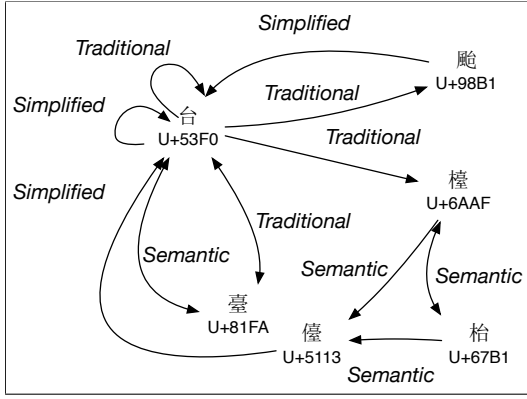 Simplified
Traditional
颱
U+98B1
Simplified
Traditional
台
U+53F0
Traditional
檯
U+6AAF
Simplified
Traditional
Semantic
Semantic
Semantic
臺
U+81FA
儓
U+5113
枱
U+67B1
Semantic